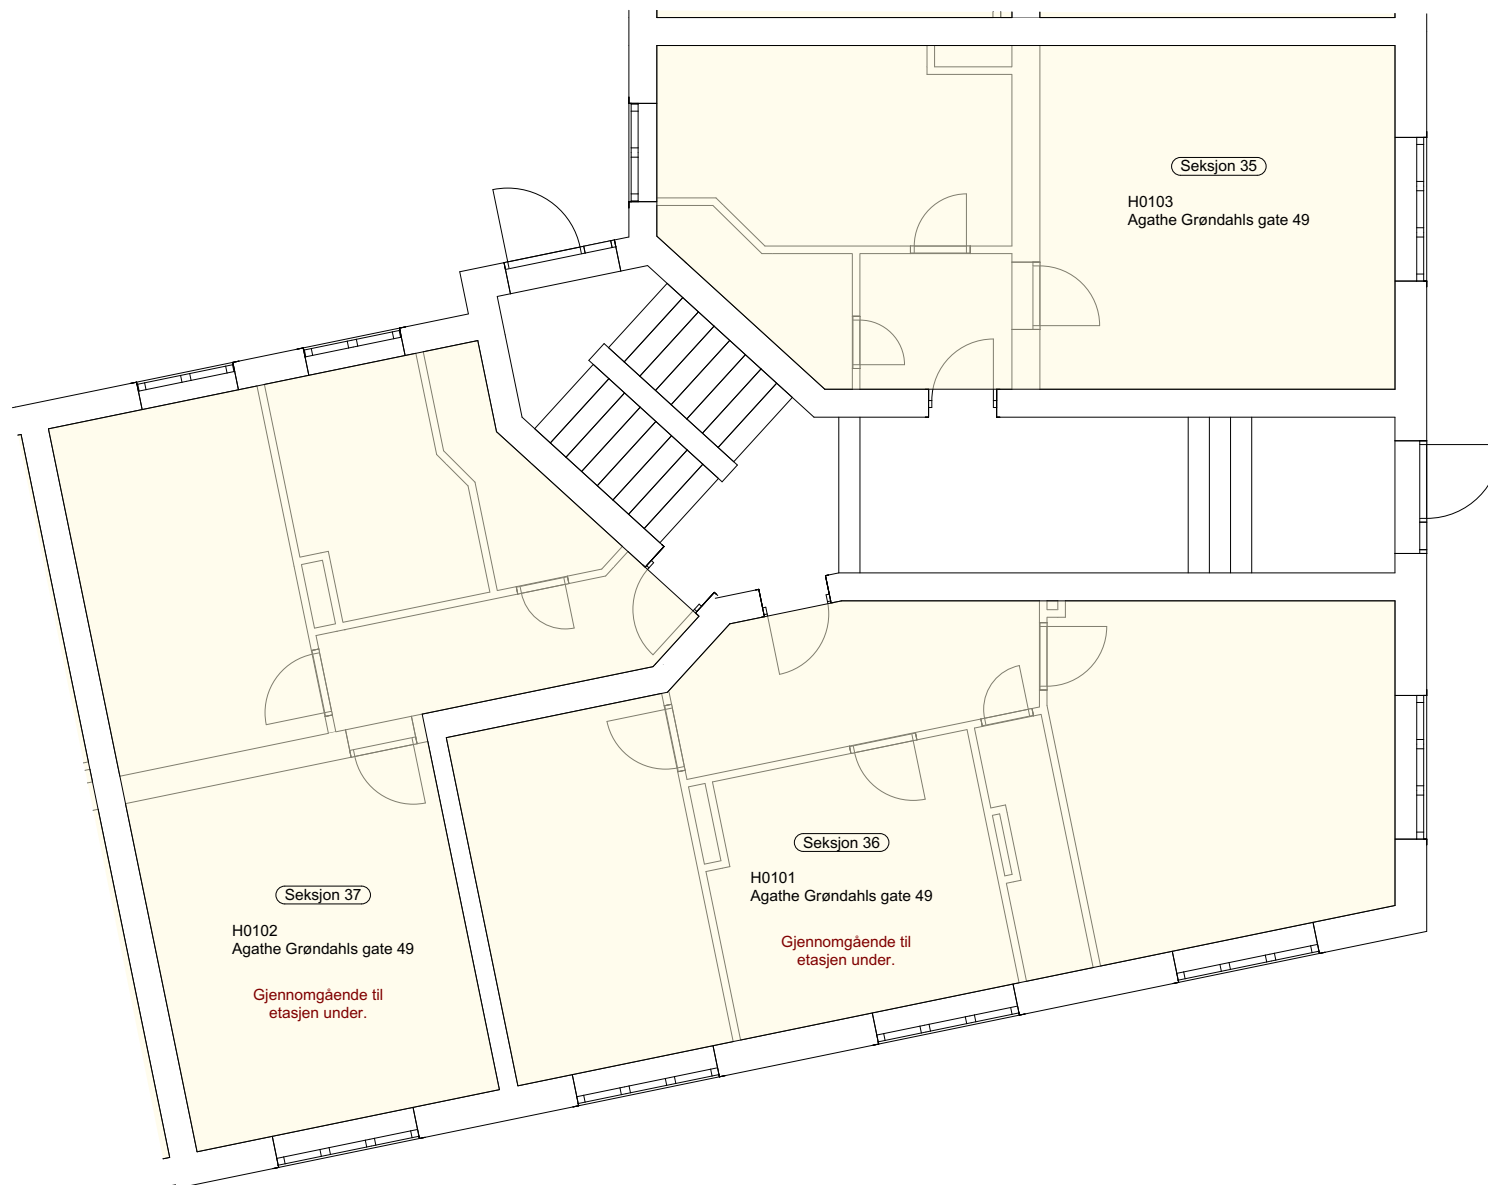 Seksjon 35
H0103
Agathe Grøndahls gate 49
Seksjon 36
H0101
Agathe Grøndahls gate 49
Gjennomgående til
etasjen under.
Seksjon 37
H0102
Agathe Grøndahls gate 49
Gjennomgående til
etasjen under.